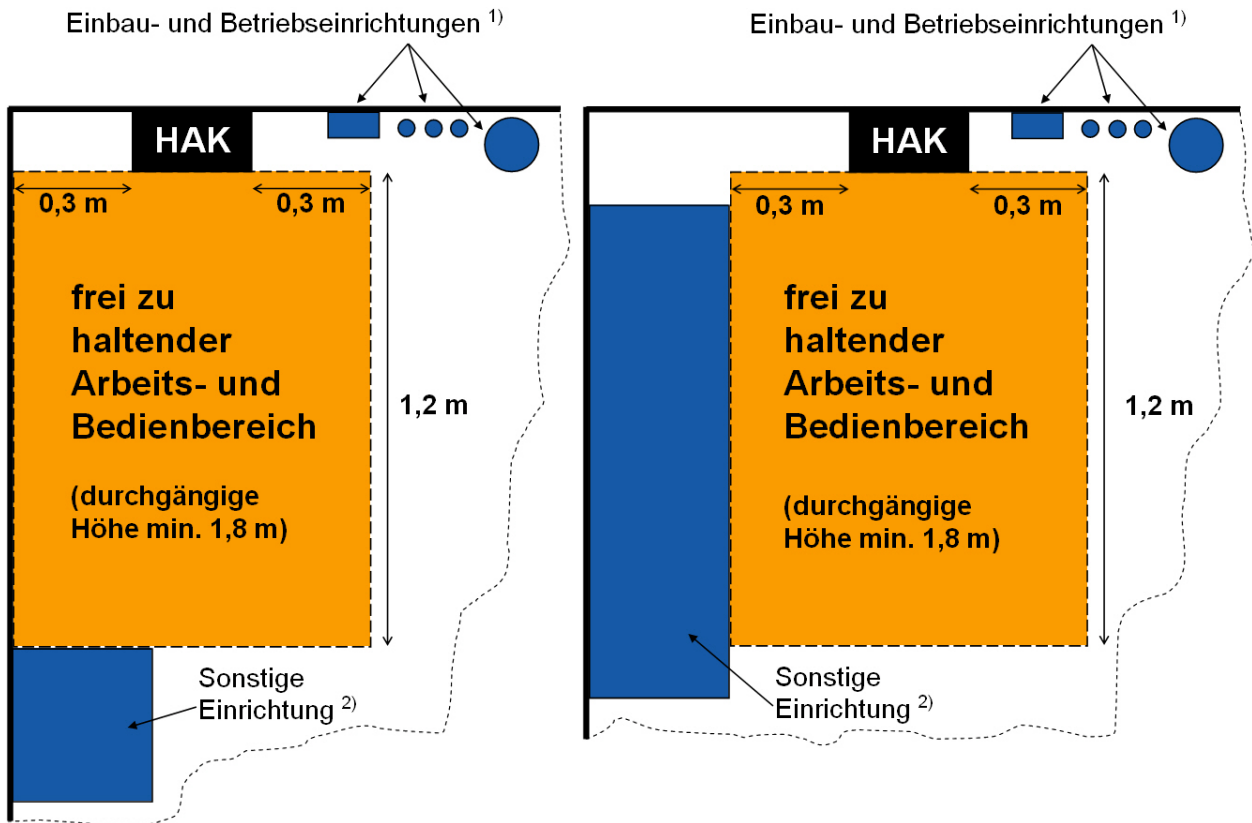 Einbau- und Betriebseinrichtungen 1)
HAK
0,3 m
0,3 m
frei zu
haltender
Arbeits- und
Bedienbereich
(durchgängige
Höhe min. 1,8 m)
1,2 m
Sonstige
Einrichtung 2)
Einbau- und Betriebseinrichtungen 1)
HAK
0,3 m
0,3 m
frei zu
haltender
Arbeits- und
Bedienbereich
(durchgängige
Höhe min. 1,8 m)
1,2 m
Sonstige
Einrichtung 2)